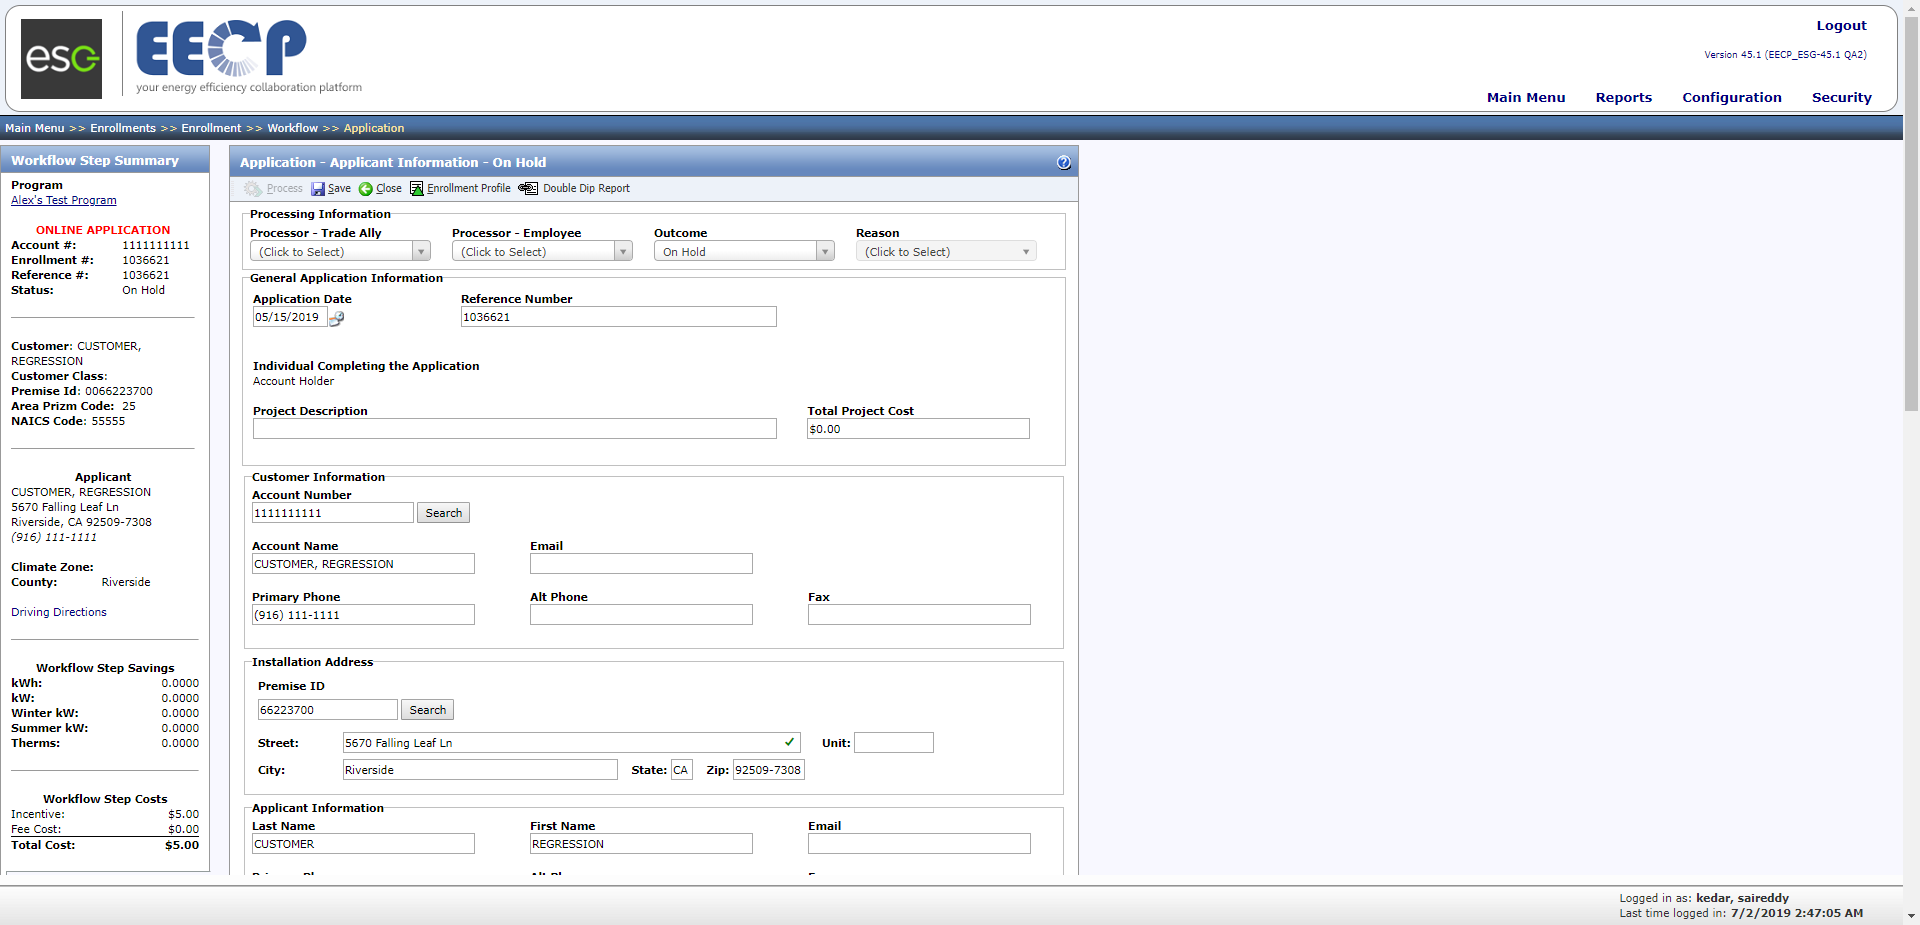 esg
EECP
your energy efficiency collaboration platform
Logout
Version 45.1 (EECP_ESG-45.1 QA2)
Main Menu Reports Configuration Security
Main Menu >> Enrollments >> Enrollment >> Workflow >> Application
Workflow Step Summary
Program
Alex's Test Program
ONLINE APPLICATION
Account #: 1111111111
Enrollment #: 1036621
Reference #: 1036621
Status: On Hold
Customer: CUSTOMER,
REGRESSION
Customer Class:
Premise Id: 0066223700
Area Prizm Code: 25
NAICS Code: 55555
Applicant
CUSTOMER, REGRESSION
5670 Falling Leaf Ln
Riverside, CA 92509-7308
(916) 111-1111
Climate Zone:
County: Riverside
Driving Directions
Workflow Step Savings
kWh: 0.0000
kW: 0.0000
Winter kW: 0.0000
Summer kW: 0.0000
Therms: 0.0000
Workflow Step Costs
Incentive: $5.00
Fee Cost: $0.00
Total Cost: $5.00
Application - Applicant Information - On Hold
Process Save Close Enrollment Profile Double Dip Report
Processing Information
Processor - Trade Ally Processor - Employee Outcome Reason
(Click to Select) (Click to Select) On Hold (Click to Select)
General Application Information
Application Date Reference Number
05/15/2019 1036621
Individual Completing the Application
Account Holder
Project Description Total Project Cost
$0.00
Customer Information
Account Number
1111111111 Search
Account Name Email
CUSTOMER, REGRESSION
Primary Phone Alt Phone Fax
(916) 111-1111
Installation Address
Premise ID
66223700 Search
Street: 5670 Falling Leaf Ln Unit:
City: Riverside State: CA Zip: 92509-7308
Applicant Information
Last Name First Name Email
CUSTOMER REGRESSION
Logged in as: kedar, saireddy
Last time logged in: 7/2/2019 2:47:05 AM